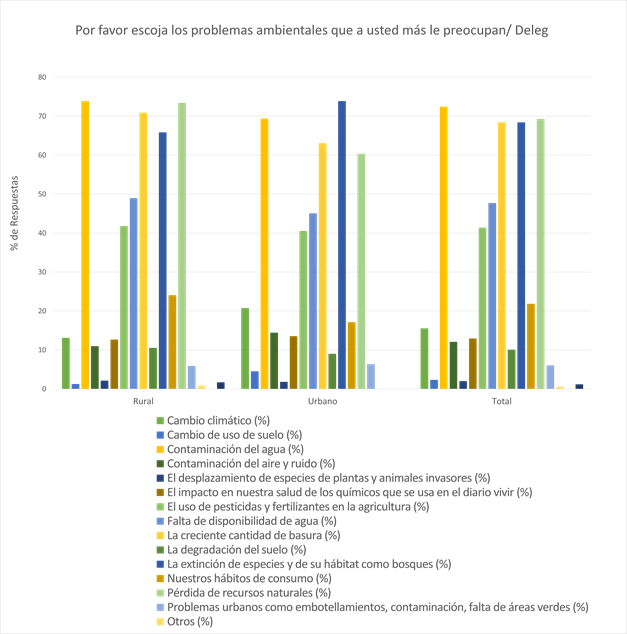 Por favor escoja los problemas ambientales que a usted más le preocupan/ Deleg
80
70
60
50
40
30
20
10
0
% de Respuestas
Rural Urbano Total
Cambio climático (%)
Cambio de uso de suelo (%)
Contaminación del agua (%)
Contaminación del aire y ruido (%)
El desplazamiento de especies de plantas y animales invasores (%)
El impacto en nuestra salud de los químicos que se usa en el diario vivir (%)
El uso de pesticidas y fertilizantes en la agricultura (%)
Falta de disponibilidad de agua (%)
La creciente cantidad de basura (%)
La degradación del suelo (%)
La extinción de especies y de su hábitat como bosques (%)
Nuestros hábitos de consumo (%)
Pérdida de recursos naturales (%)
Problemas urbanos como embotellamientos, contaminación, falta de áreas verdes (%)
Otros (%)